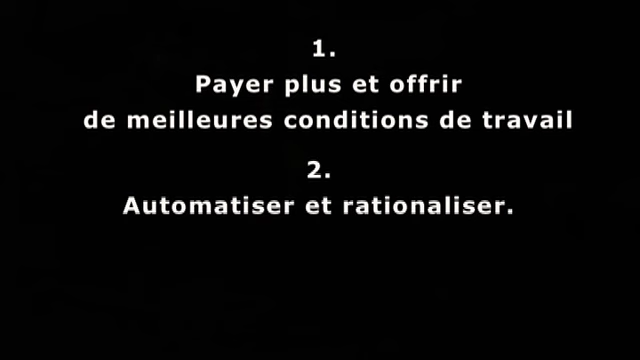 1.
Payer plus et offrir
de meilleures conditions de travail
2.
Automatiser et rationaliser.